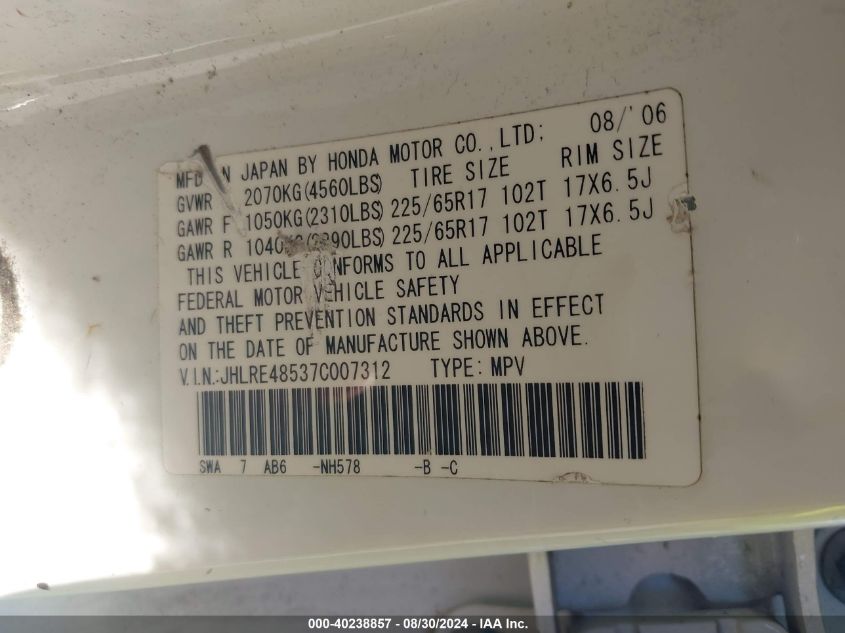 MFD IN JAPAN BY HONDA MOTOR CO.,LTD; 08/'06
GVWR 2070KG(4560LBS) TIRE SIZE RIM SIZE
GAWR F 1050KG(2310LBS) 225/65R17 102T 17X6.5J
GAWR R 1040KG(2290LBS) 225/65R17 102T 17X6.5J
THIS VEHICLE CONFORMS TO ALL APPLICABLE
FEDERAL MOTOR VEHICLE SAFETY
AND THEFT PREVENTION STANDARDS IN EFFECT
ON THE DATE OF MANUFACTURE SHOWN ABOVE.
V.I.N.:JHLRE48537C007312 TYPE: MPV
SWA 7 AB6 -NH578 -B -C
000-40238857 - 08/30/2024 - IAA Inc.